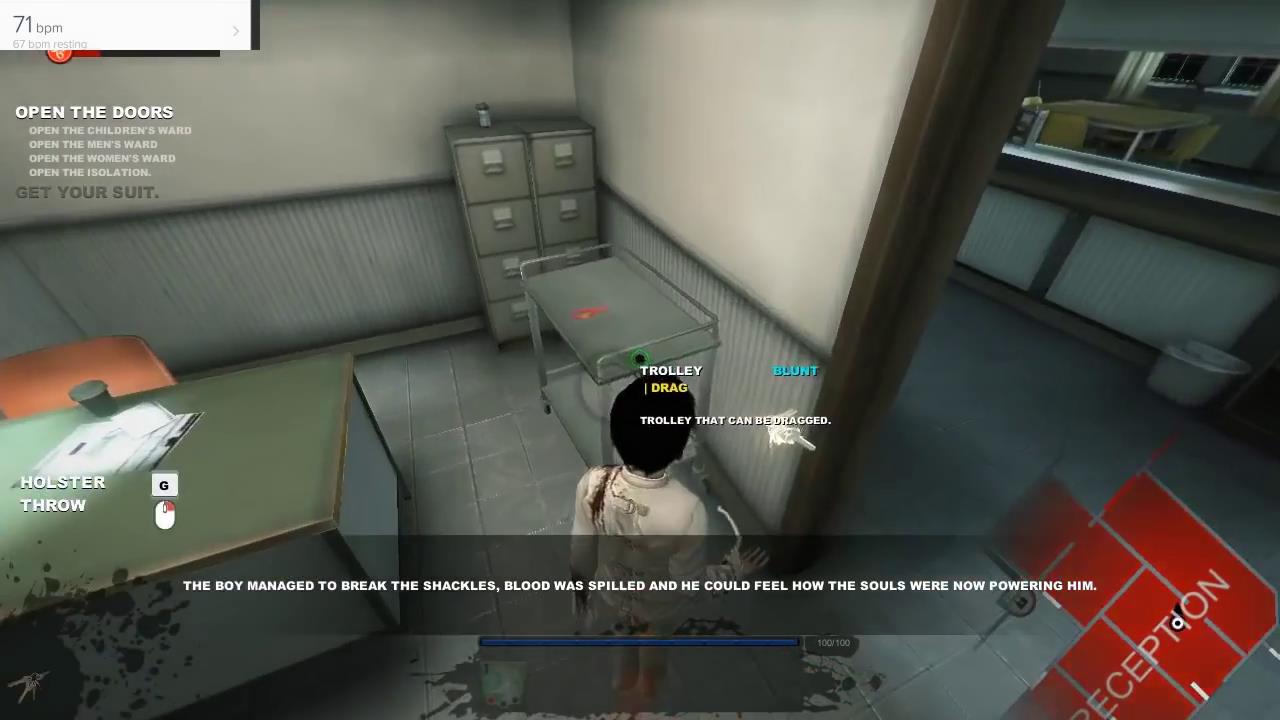 71 bpm
67 bpm resting
OPEN THE DOORS
OPEN THE CHILDREN'S WARD
OPEN THE MEN'S WARD
OPEN THE WOMEN'S WARD
OPEN THE ISOLATION.
GET YOUR SUIT.
TROLLEY
BLUNT
| DRAG
TROLLEY THAT CAN BE DRAGGED.
HOLSTER
G
THROW
THE BOY MANAGED TO BREAK THE SHACKLES, BLOOD WAS SPILLED AND HE COULD FEEL HOW THE SOULS WERE NOW POWERING HIM.
100/100
RECEPTION